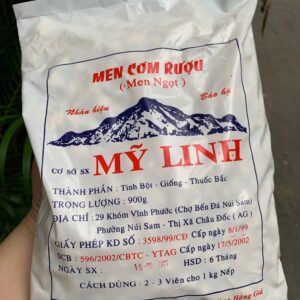 MEN CƠM RƯỢU
( Men Ngọt )
Nhãn hiệu
Bảo hộ
CƠ SỞ SX MỸ LINH
THÀNH PHẦN : Tinh Bột - Giống - Thuốc Bắc
TRỌNG LƯỢNG : 900g
ĐỊA CHỈ : 29 Khóm Vĩnh Phước (Chợ Bến Đá Núi Sam)
Phường Núi Sam - Thị Xã Châu Đốc ( AG )
GIẤY PHÉP KD SỐ : 3598/99/CĐ Cấp ngày 8/1/99
SCB : 596/2002/CBTC - YTAG Cấp ngày 17/5/2002
NGÀY SX : HSD : 6 Tháng
CÁCH DÙNG : 2 - 3 Viên cho 1 kg Nếp
Hàng Giả